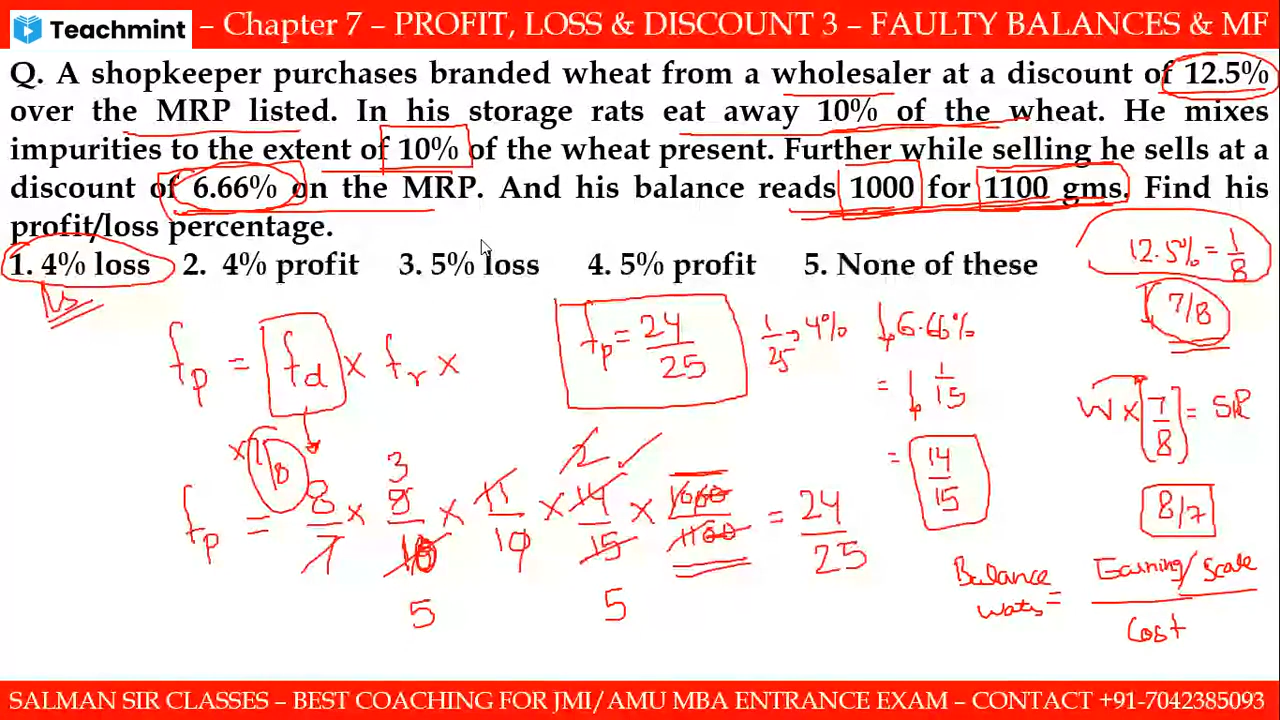 Teachmint – Chapter 7 – PROFIT, LOSS & DISCOUNT 3 – FAULTY BALANCES & MF
Q. A shopkeeper purchases branded wheat from a wholesaler at a discount of 12.5%
over the MRP listed. In his storage rats eat away 10% of the wheat. He mixes
impurities to the extent of 10% of the wheat present. Further while selling he sells at a
discount of 6.66% on the MRP. And his balance reads 1000 for 1100 gms. Find his
profit/loss percentage.
1. 4% loss 2. 4% profit 3. 5% loss 4. 5% profit 5. None of these
12.5% = 1/8
7/8
fp = fd × fr ×
fp = 24/25
1/25 → 4%
↓ 6.66%
= ↓ 1/15
= 14/15
W × [7/8] = SP
8/7
fp = 8/7 × 9/10 × 11/10 × 14/15 × 1000/1100 = 24/25
3
2
5
5
Balance = Earning/Scale
Cost
SALMAN SIR CLASSES – BEST COACHING FOR JMI/AMU MBA ENTRANCE EXAM – CONTACT +91-7042385093